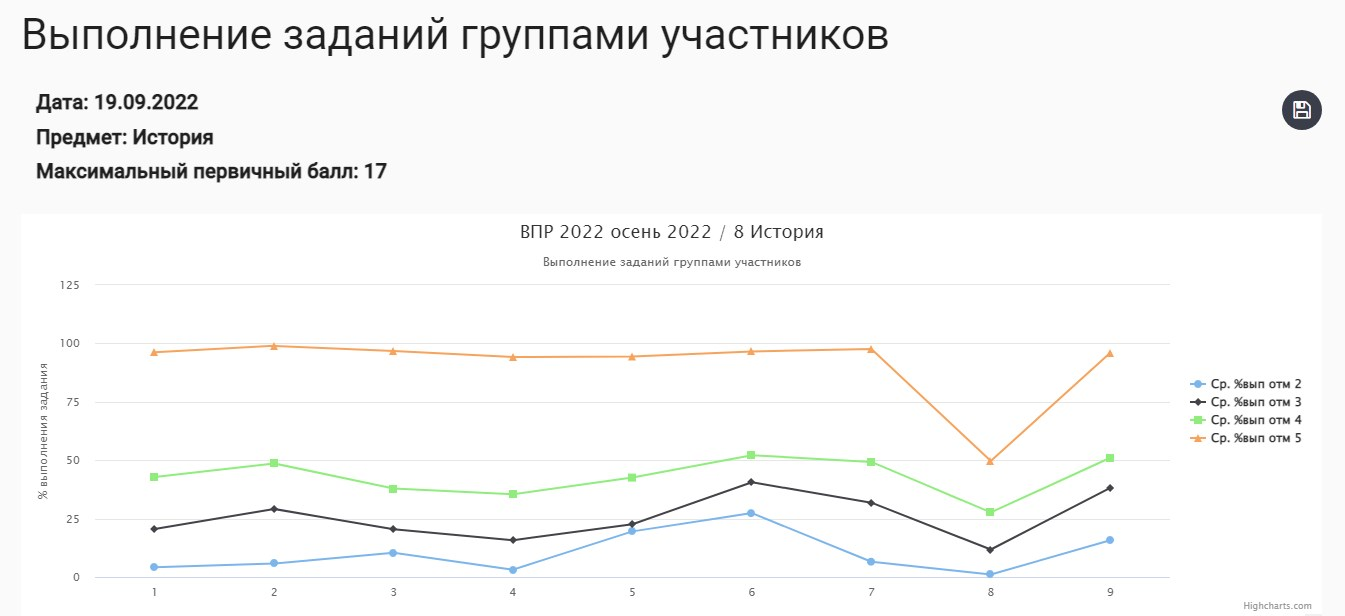 Выполнение заданий группами участников
Дата: 19.09.2022
Предмет: История
Максимальный первичный балл: 17
ВПР 2022 осень 2022 / 8 История
Выполнение заданий группами участников
% выполнения задания
125
100
75
50
25
0
1 2 3 4 5 6 7 8 9
Ср. %вып отм 2
Ср. %вып отм 3
Ср. %вып отм 4
Ср. %вып отм 5
Highcharts.com